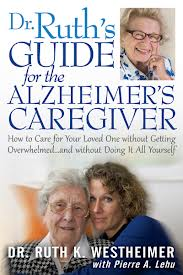 Dr. Ruth's
GUIDE
for the
ALZHEIMER'S
CAREGIVER
How to Care for Your Loved One without Getting
Overwhelmed...and without Doing It All Yourself
DR. RUTH K. WESTHEIMER
with Pierre A. Lehu